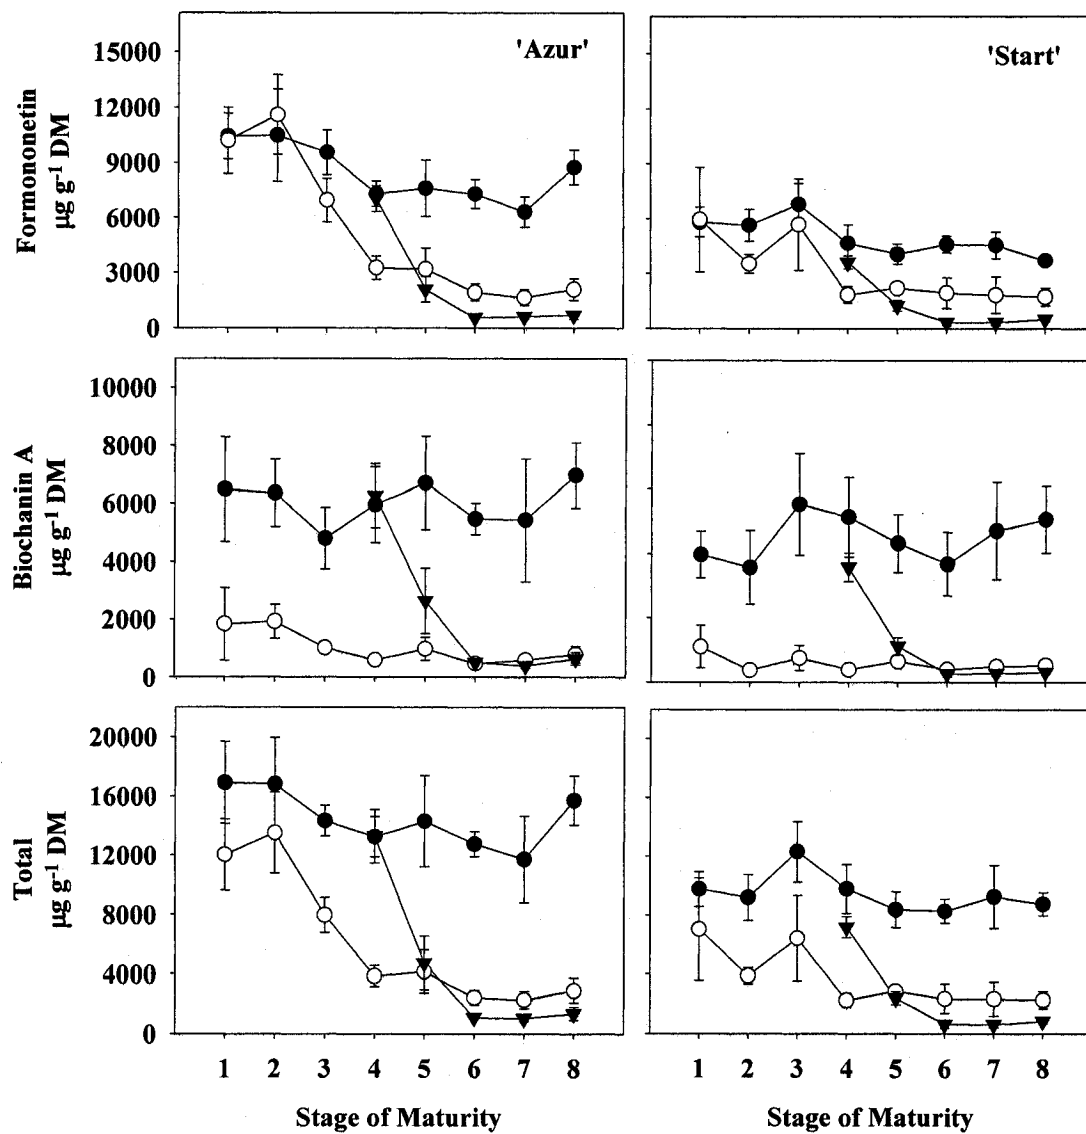 'Azur'
'Start'
Formononetin
µg g-1 DM
15000
12000
9000
6000
3000
0
Biochanin A
µg g-1 DM
10000
8000
6000
4000
2000
0
Total
µg g-1 DM
20000
16000
12000
8000
4000
0
1 2 3 4 5 6 7 8
1 2 3 4 5 6 7 8
Stage of Maturity
Stage of Maturity